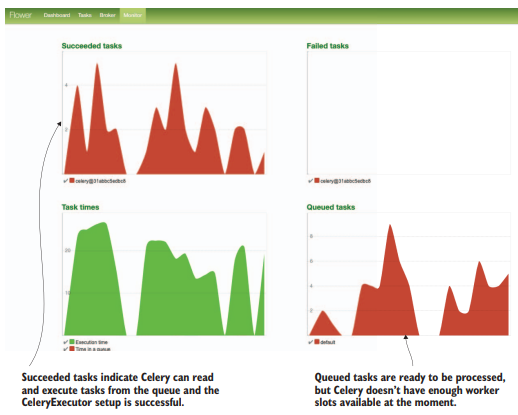 Flower Dashboard Tasks Broker Monitor
Succeeded tasks
4
2
celery@31abbc5edbc8
Failed tasks
celery@31abbc5edbc8
Task times
20
10
Execution time
Time in a queue
Queued tasks
8
6
4
2
default
Succeeded tasks indicate Celery can read
and execute tasks from the queue and the
CeleryExecutor setup is successful.
Queued tasks are ready to be processed,
but Celery doesn't have enough worker
slots available at the moment.